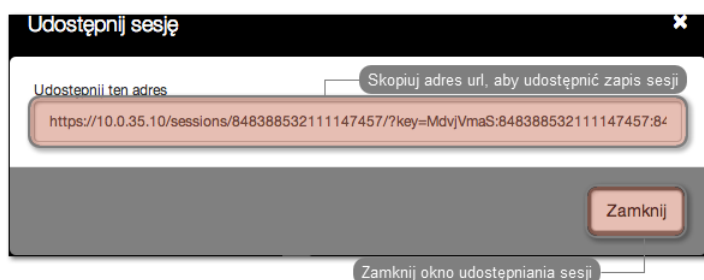 Udostępnij sesję ×
Skopiuj adres url, aby udostępnić zapis sesji
Udostępnij ten adres
https://10.0.35.10/sessions/848388532111147457/?key=MdvjVmaS:848388532111147457:84
Zamknij
Zamknij okno udostępniania sesji